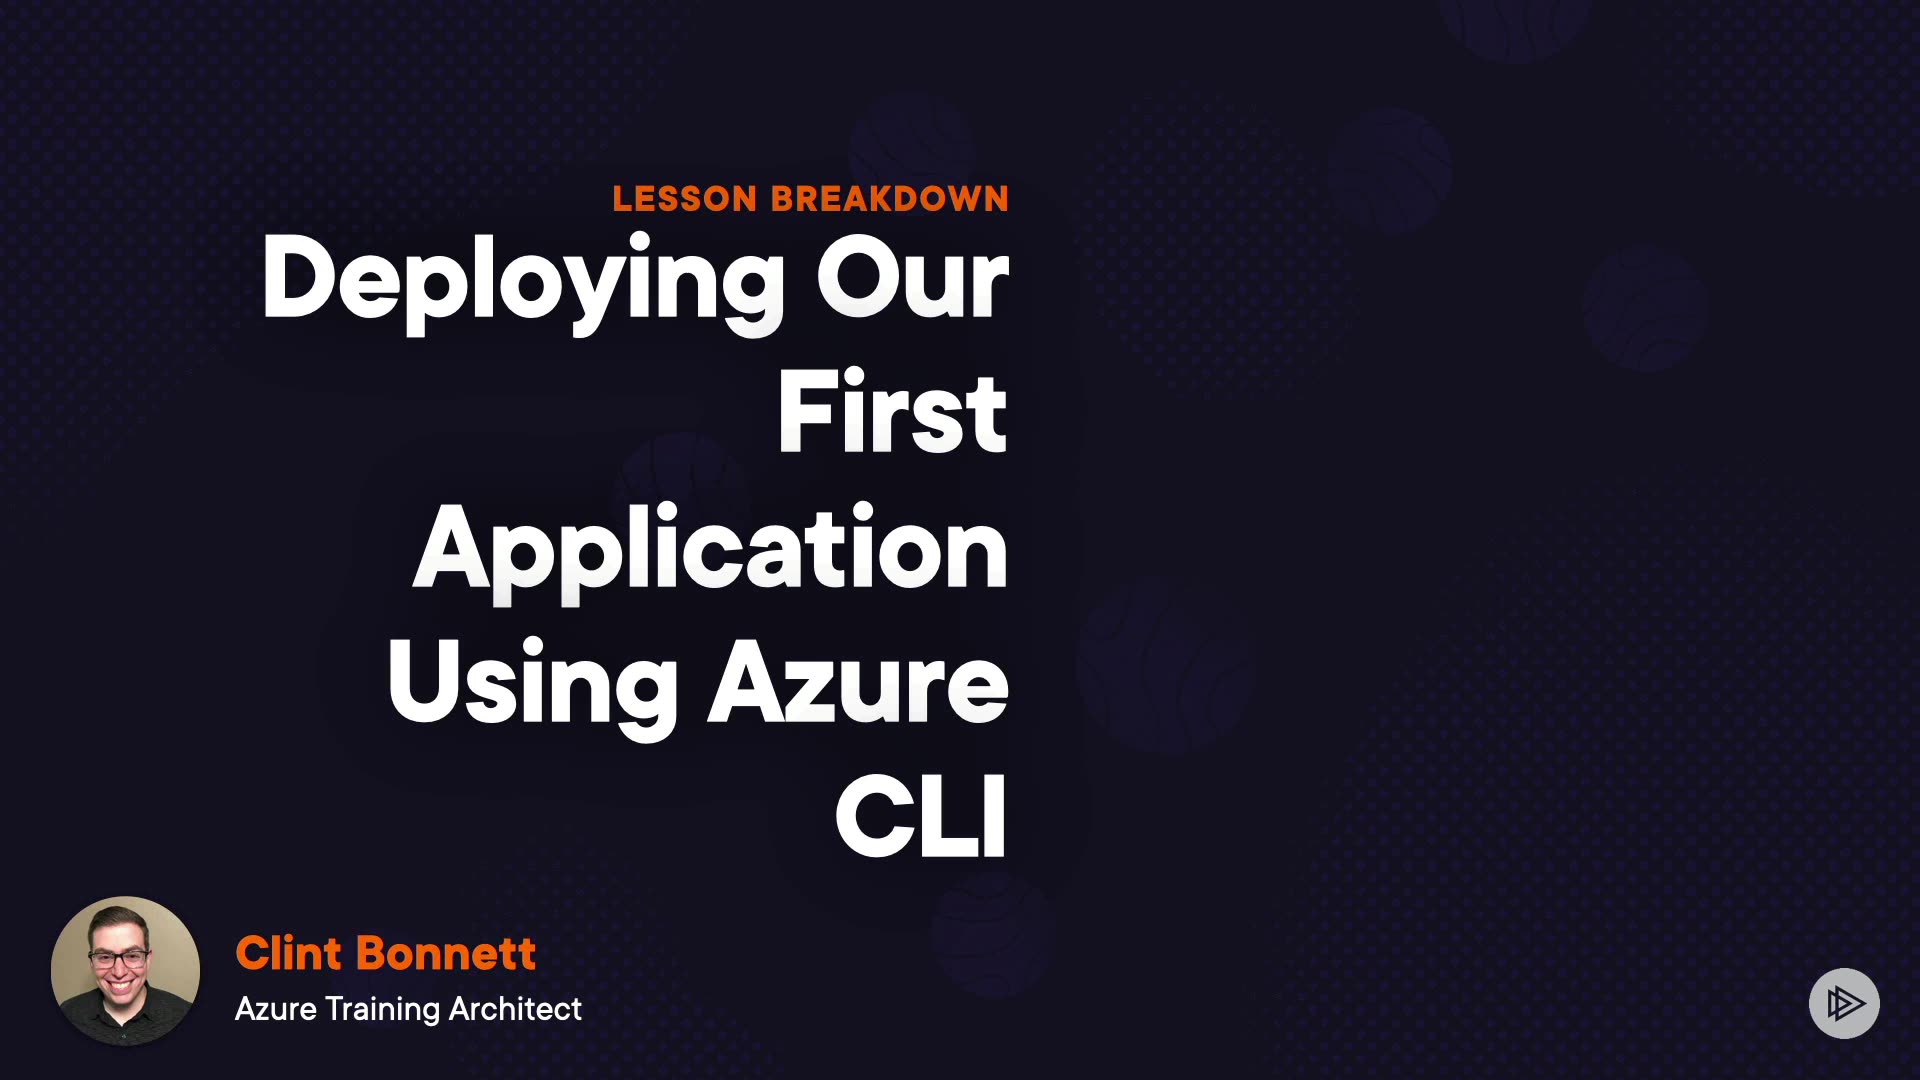 LESSON BREAKDOWN
Deploying Our
First
Application
Using Azure
CLI
Clint Bonnett
Azure Training Architect